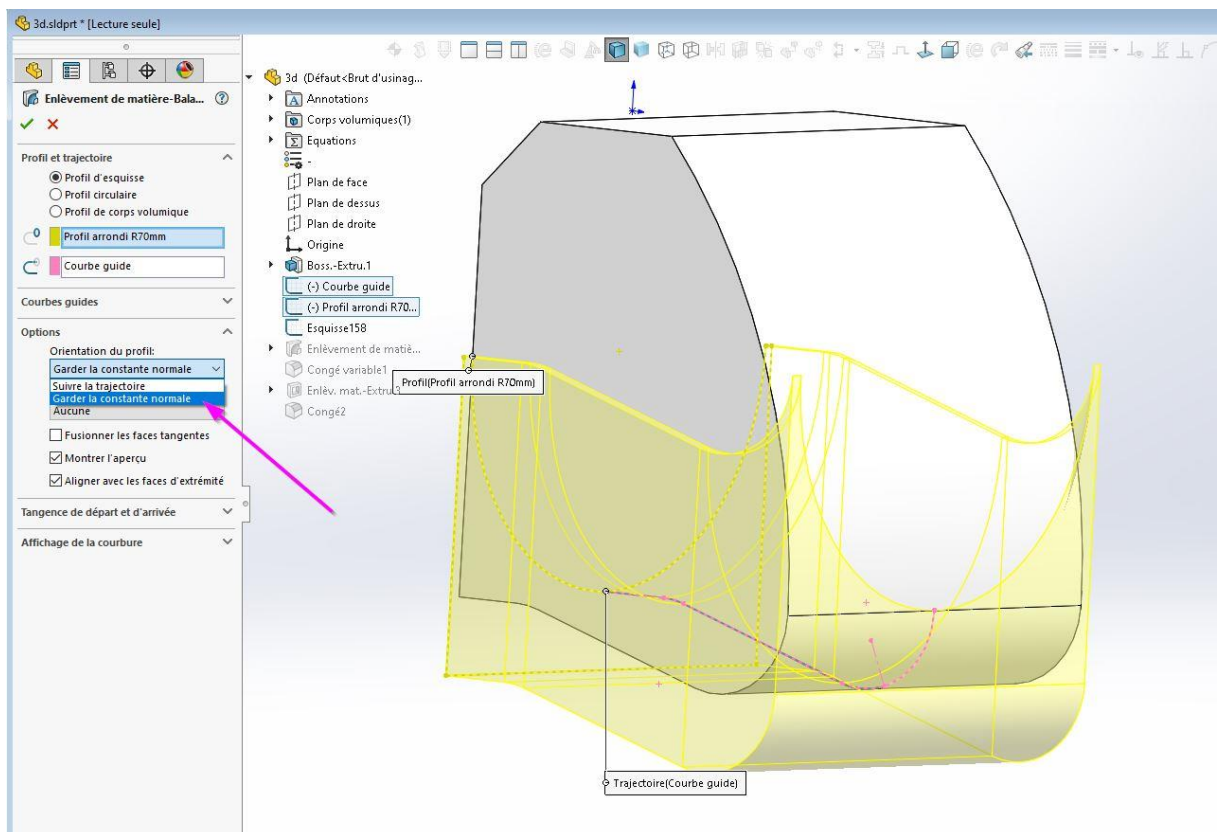 3d.sldprt * [Lecture seule]
Enlèvement de matière-Bala...
Profil et trajectoire
Profil d'esquisse
Profil circulaire
Profil de corps volumique
Profil arrondi R70mm
Courbe guide
Courbes guides
Options
Orientation du profil:
Garder la constante normale
Suivre la trajectoire
Garder la constante normale
Aucune
Fusionner les faces tangentes
Montrer l'aperçu
Aligner avec les faces d'extrémité
Tangence de départ et d'arrivée
Affichage de la courbure
3d (Défaut<Brut d'usinag...
Annotations
Corps volumiques(1)
Equations
-
Plan de face
Plan de dessus
Plan de droite
Origine
Boss.-Extru.1
(-) Courbe guide
(-) Profil arrondi R70...
Esquisse158
Enlèvement de matiè...
Congé variable1
Enlèv. mat.-Extru.
Congé2
Profil(Profil arrondi R70mm)
Trajectoire(Courbe guide)